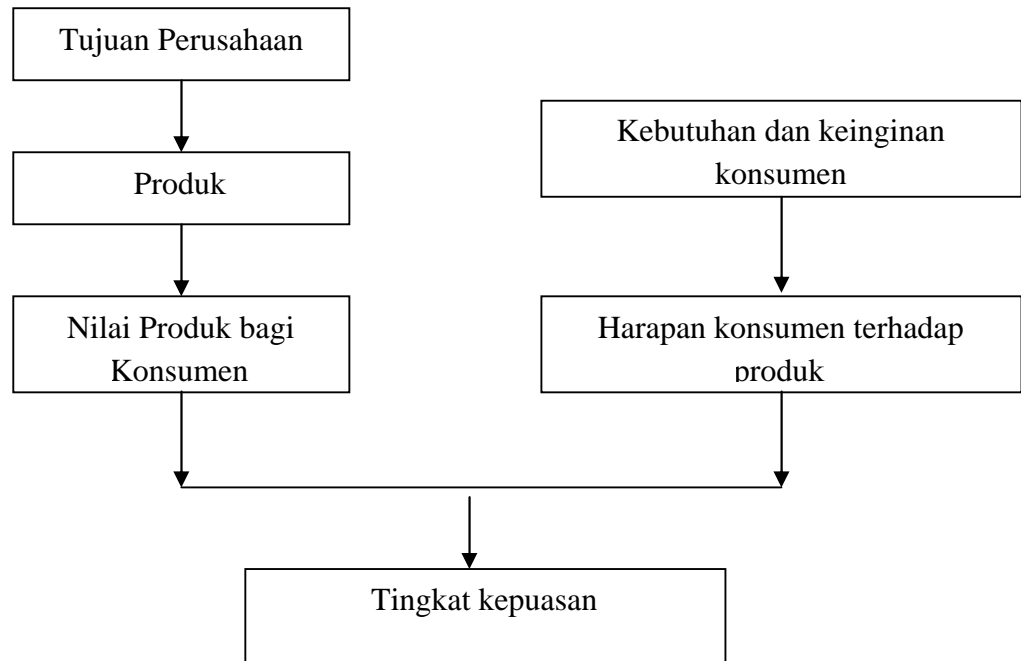 Tujuan Perusahaan
Produk
Nilai Produk bagi
Konsumen
Kebutuhan dan keinginan
konsumen
Harapan konsumen terhadap
produk
Tingkat kepuasan